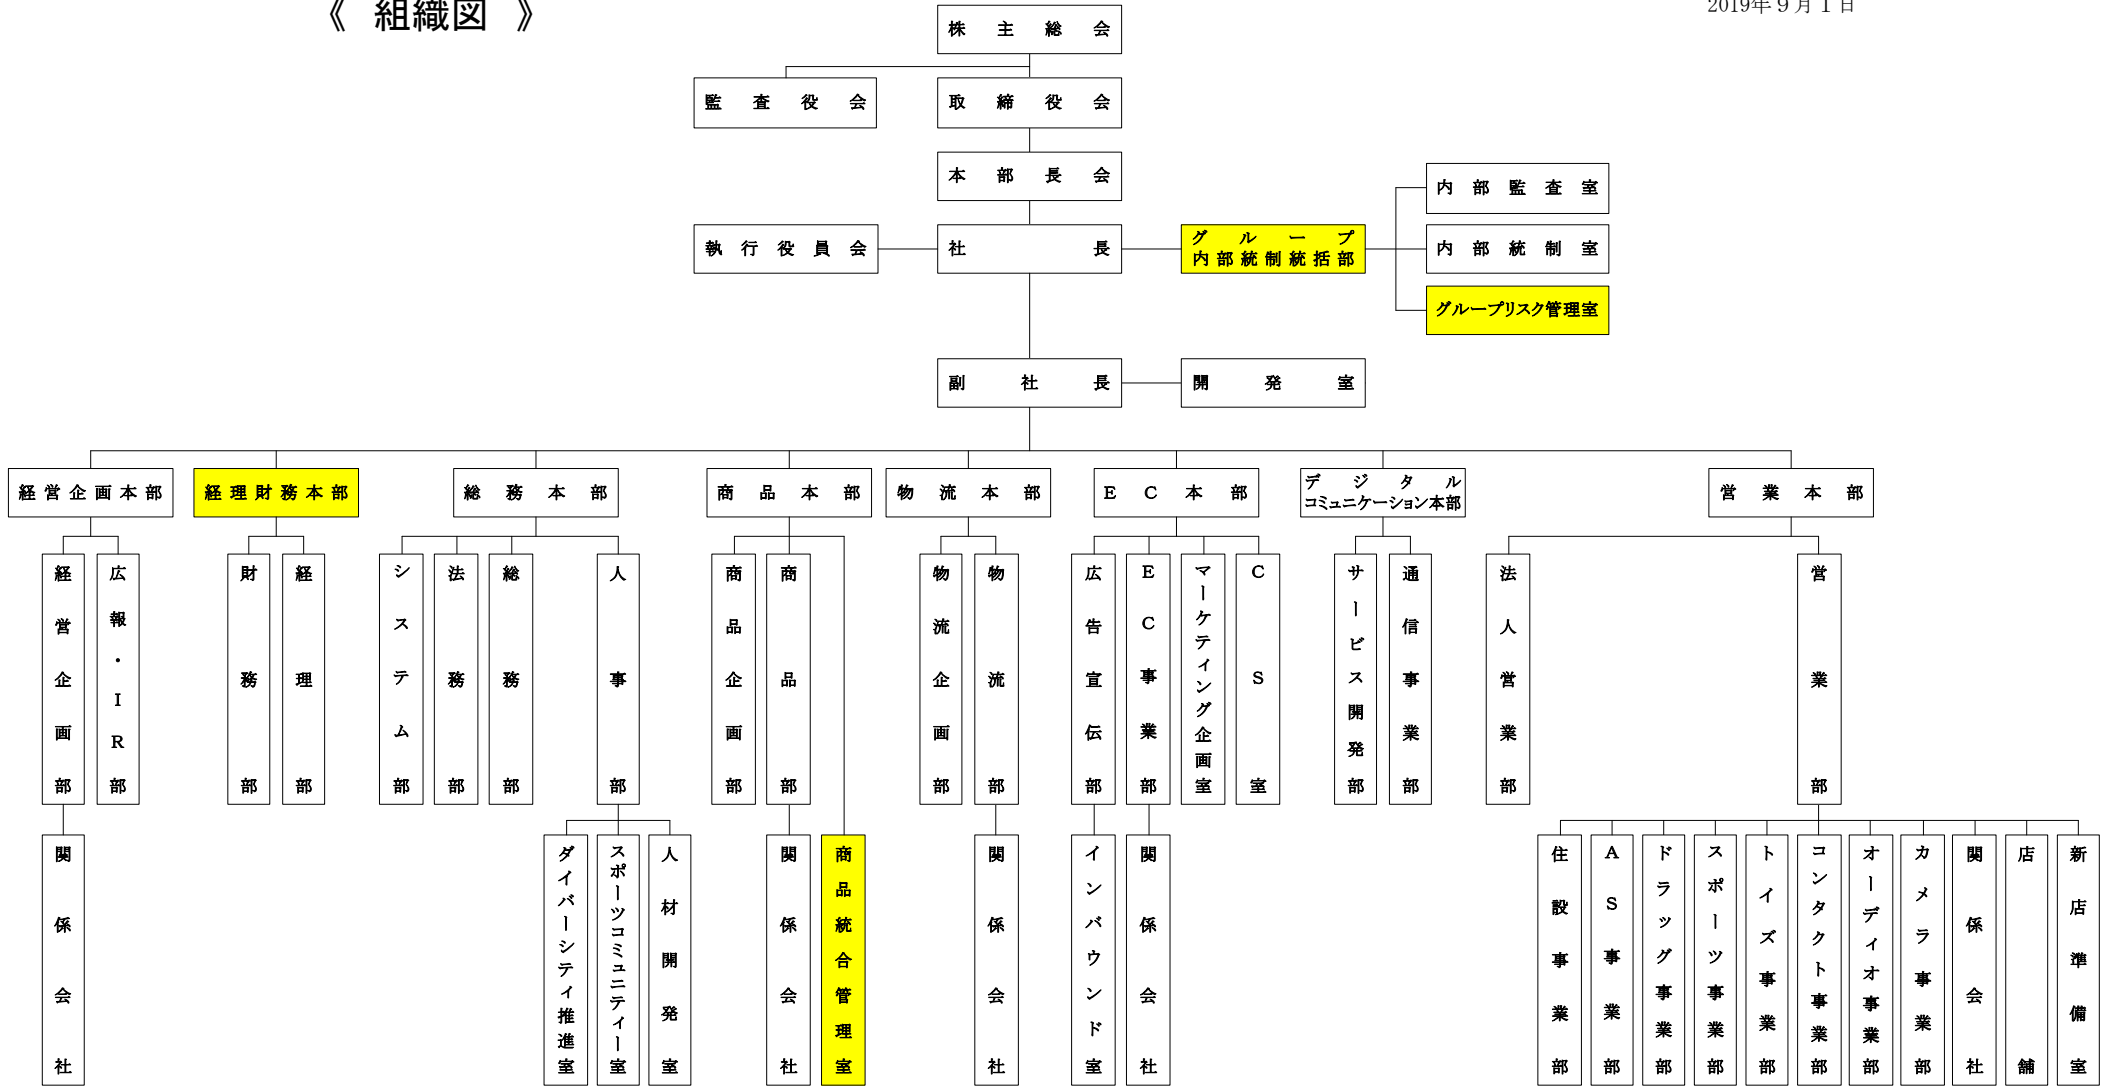 《 組織図 》
2019年９月１日
株主総会
監査役会
取締役会
本部長会
内部監査室
執行役員会
社長
グループ
内部統制統括部
内部統制室
グループリスク管理室
副社長
開発室
経営企画本部
経理財務本部
総務本部
商品本部
物流本部
ＥＣ本部
デジタル
コミュニケーション本部
営業本部
経営企画部
広報・ＩＲ部
財務部
経理部
システム部
法務部
総務部
人事部
商品企画部
商品部
物流企画部
物流部
広告宣伝部
ＥＣ事業部
マーケティング企画室
ＣＳ室
サービス開発部
通信事業部
法人営業部
営業部
関係会社
ダイバーシティ推進室
スポーツコミュニティー室
人材開発室
関係会社
商品統合管理室
関係会社
インバウンド室
関係会社
住設事業部
ＡＳ事業部
ドラッグ事業部
スポーツ事業部
トイズ事業部
コンタクト事業部
オーディオ事業部
カメラ事業部
関係会社
店舗
新店準備室